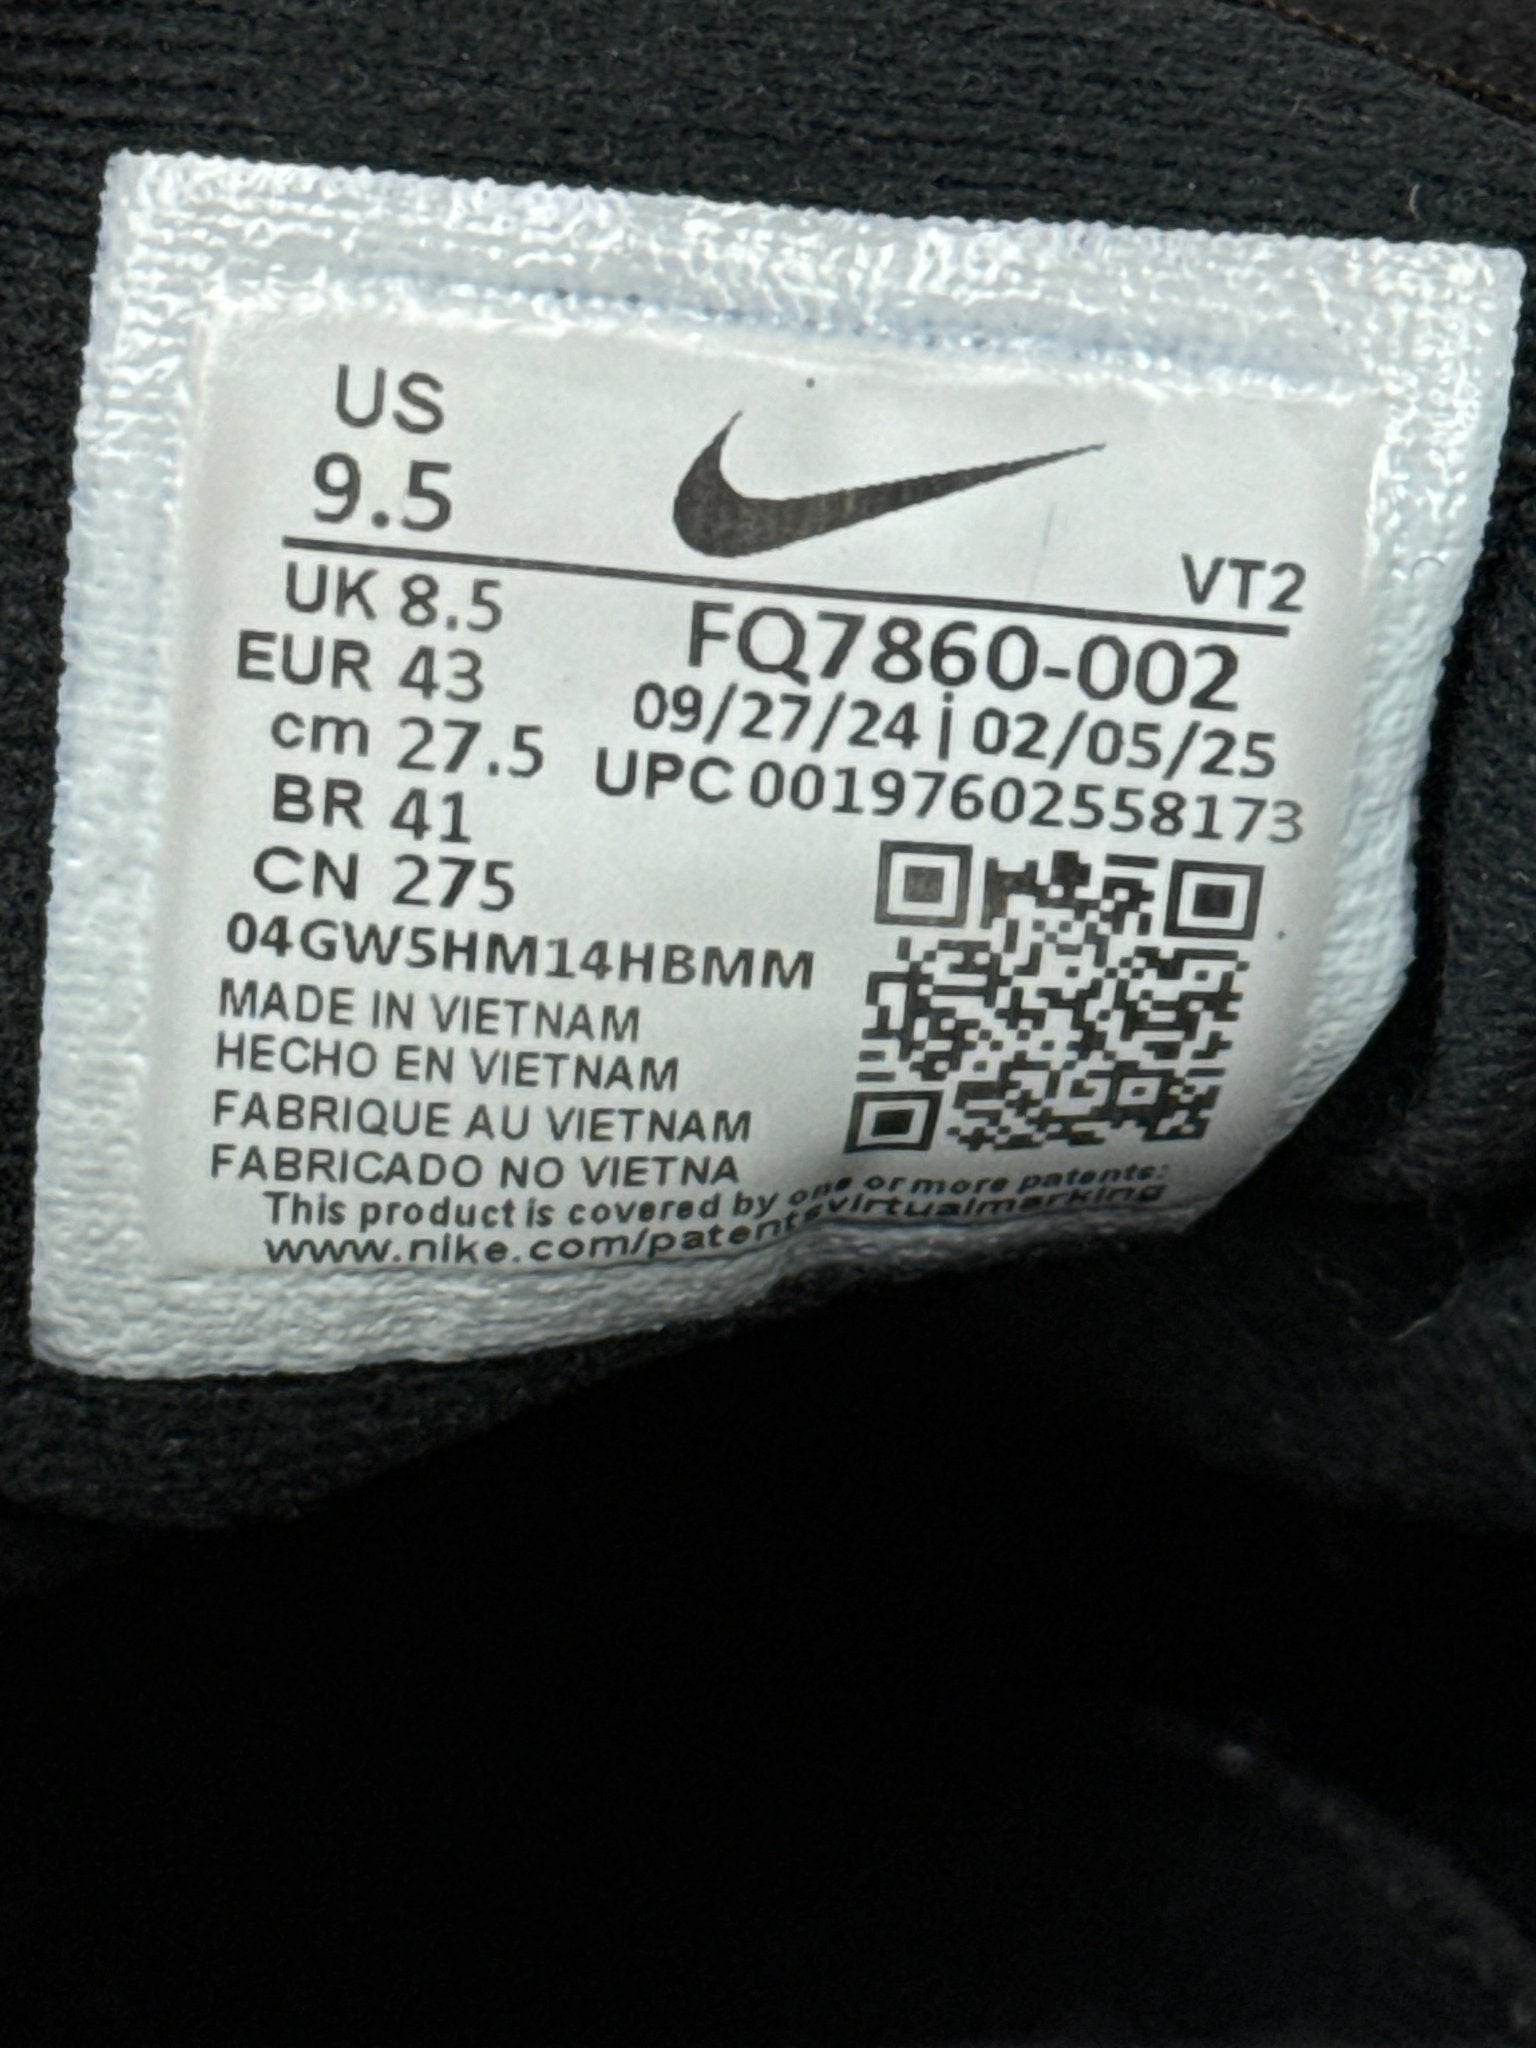 US
9.5
VT2
UK 8.5
EUR 43
cm 27.5
BR 41
CN 275
FQ7860-002
09/27/24 | 02/05/25
UPC 00197602558173
04GW5HM14HBMM
MADE IN VIETNAM
HECHO EN VIETNAM
FABRIQUE AU VIETNAM
FABRICADO NO VIETNA
This product is covered by one or more patents:
www.nike.com/patentsvirtualmarking